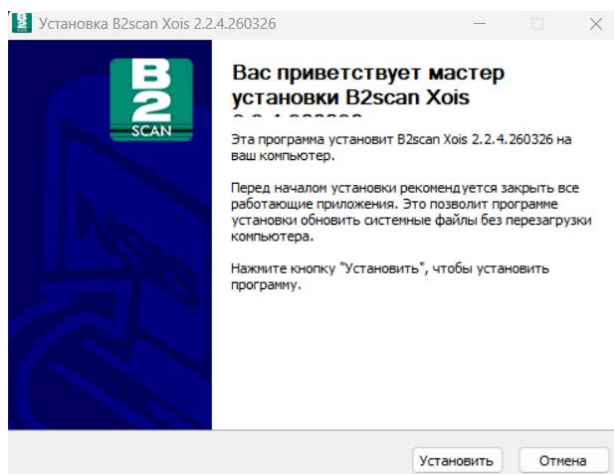 Установка B2scan Xois 2.2.4.260326
B
2
SCAN
Вас приветствует мастер
установки B2scan Xois
Эта программа установит B2scan Xois 2.2.4.260326 на
ваш компьютер.
Перед началом установки рекомендуется закрыть все
работающие приложения. Это позволит программе
установки обновить системные файлы без перезагрузки
компьютера.
Нажмите кнопку "Установить", чтобы установить
программу.
NSIS
Установить
Отмена